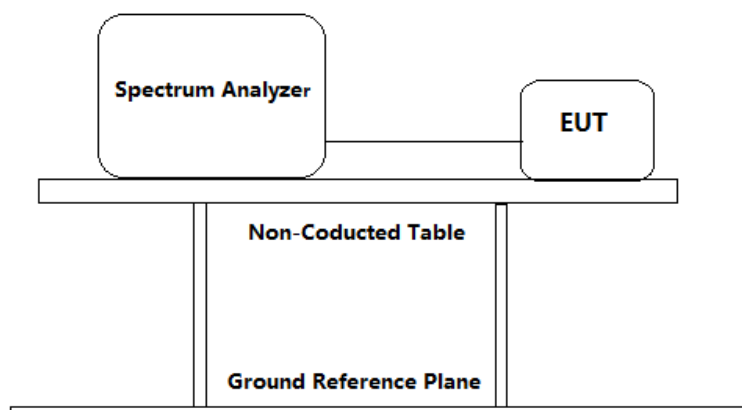 Spectrum Analyzer
EUT
Non-Coducted Table
Ground Reference Plane